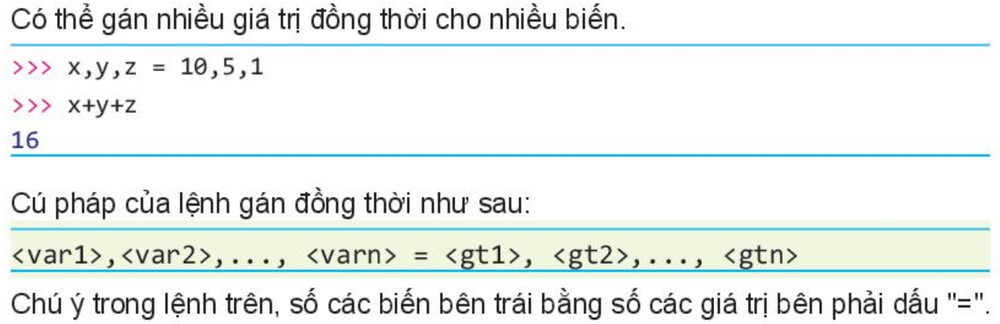 Có thể gán nhiều giá trị đồng thời cho nhiều biến.
>>> x,y,z = 10,5,1
>>> x+y+z
16
Cú pháp của lệnh gán đồng thời như sau:
<var1>,<var2>,..., <varn> = <gt1>, <gt2>,..., <gtn>
Chú ý trong lệnh trên, số các biến bên trái bằng số các giá trị bên phải dấu "=".